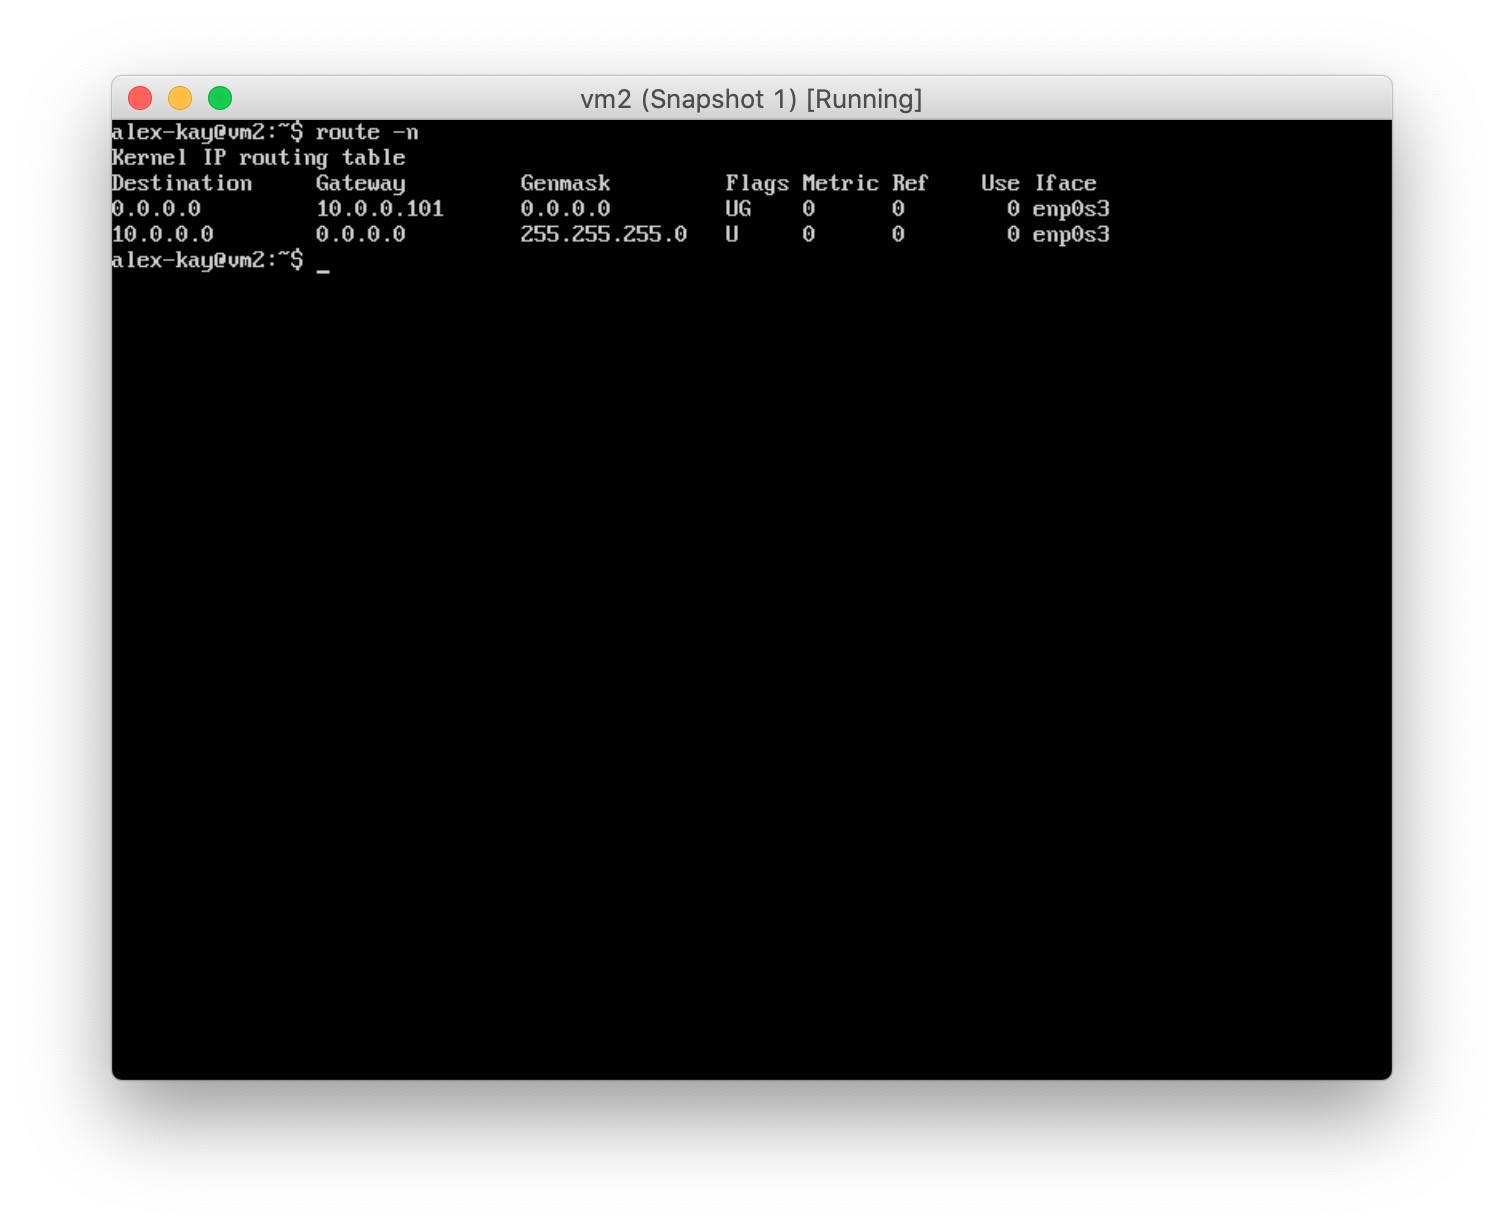 vm2 (Snapshot 1) [Running]
alex-kay@vm2:~$ route -n
Kernel IP routing table
Destination     Gateway         Genmask         Flags Metric Ref    Use Iface
0.0.0.0         10.0.0.101      0.0.0.0         UG    0      0        0 enp0s3
10.0.0.0        0.0.0.0         255.255.255.0   U     0      0        0 enp0s3
alex-kay@vm2:~$ _